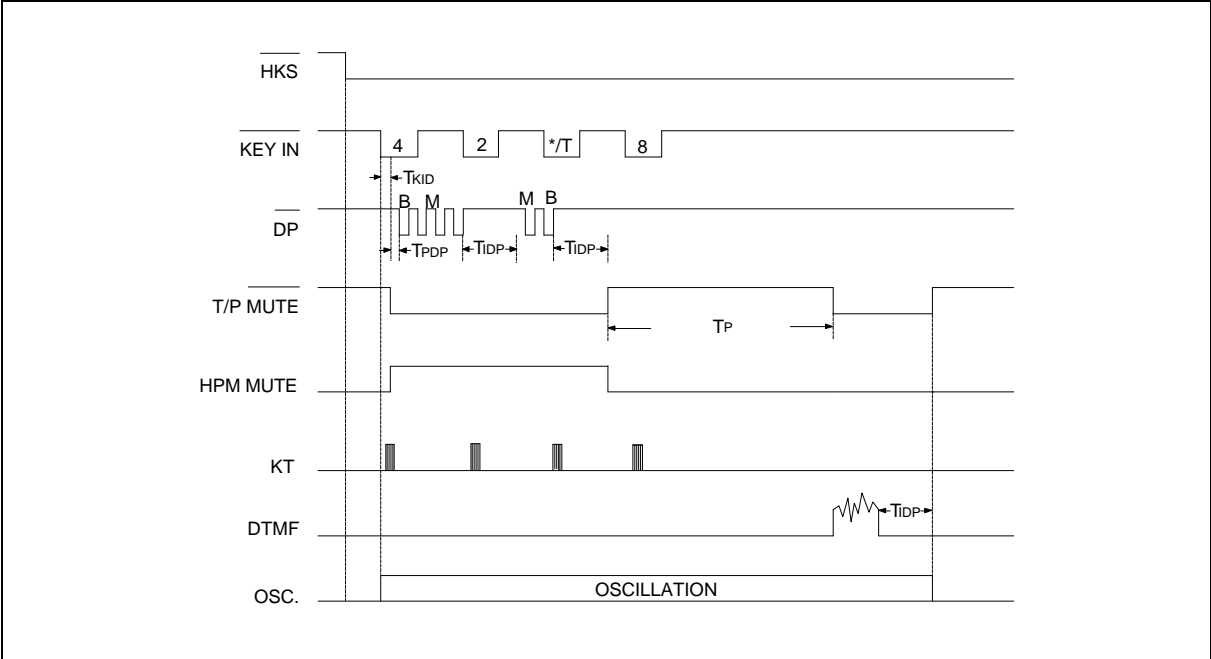 HKS
KEY IN 4 2 */T 8
TKID
B M M B
DP
TPDP TIDP TIDP
T/P MUTE
TP
HPM MUTE
KT
DTMF TIDP
OSC. OSCILLATION